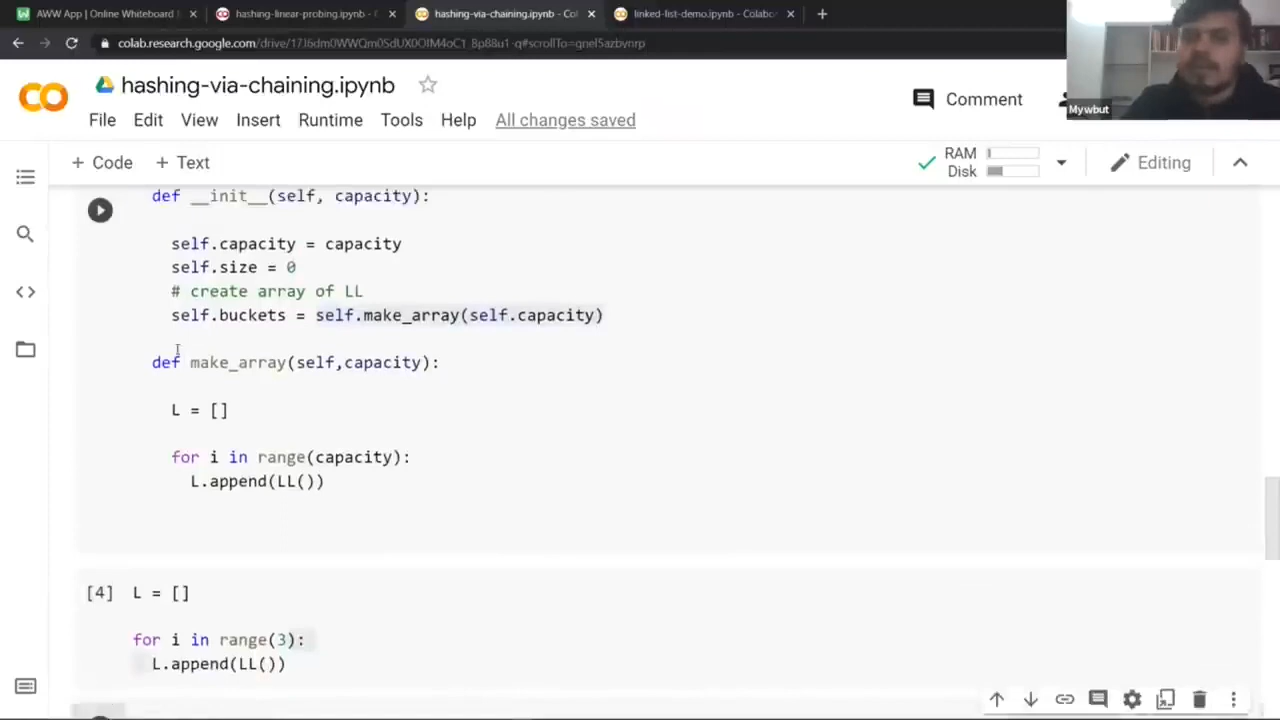 AWW App | Online Whiteboard
hashing-linear-probing.ipynb - C
hashing-via-chaining.ipynb - Col
linked-list-demo.ipynb - Colabo
hashing-via-chaining.ipynb
Comment
Mywbut
File Edit View Insert Runtime Tools Help All changes saved
+ Code + Text
RAM
Disk
Editing
def __init__(self, capacity):
self.capacity = capacity
self.size = 0
# create array of LL
self.buckets = self.make_array(self.capacity)
def make_array(self,capacity):
L = []
for i in range(capacity):
L.append(LL())
[4] L = []
for i in range(3):
L.append(LL())